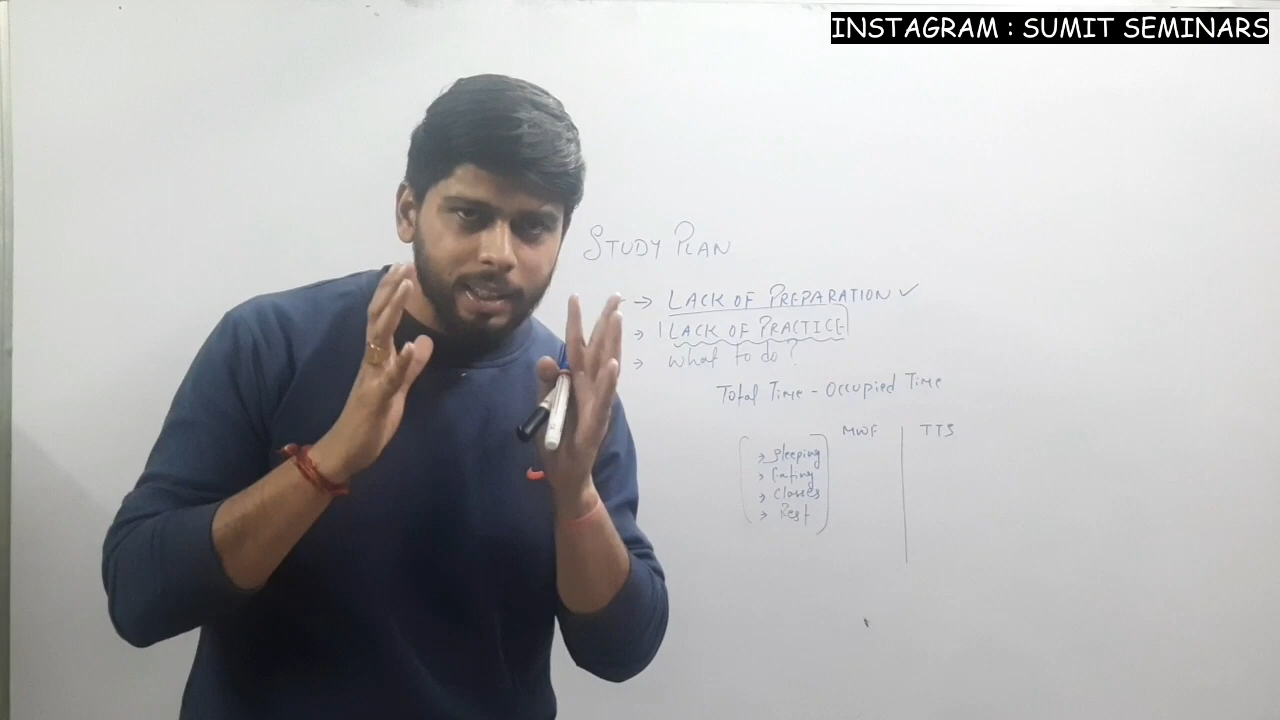 INSTAGRAM : SUMIT SEMINARS
STUDY PLAN
→ LACK OF PREPARATION ✓
→ LACK OF PRACTICE
→ What to do?
Total Time - Occupied Time
MWF TTS
→ Sleeping
→ Eating
→ Classes
→ Rest